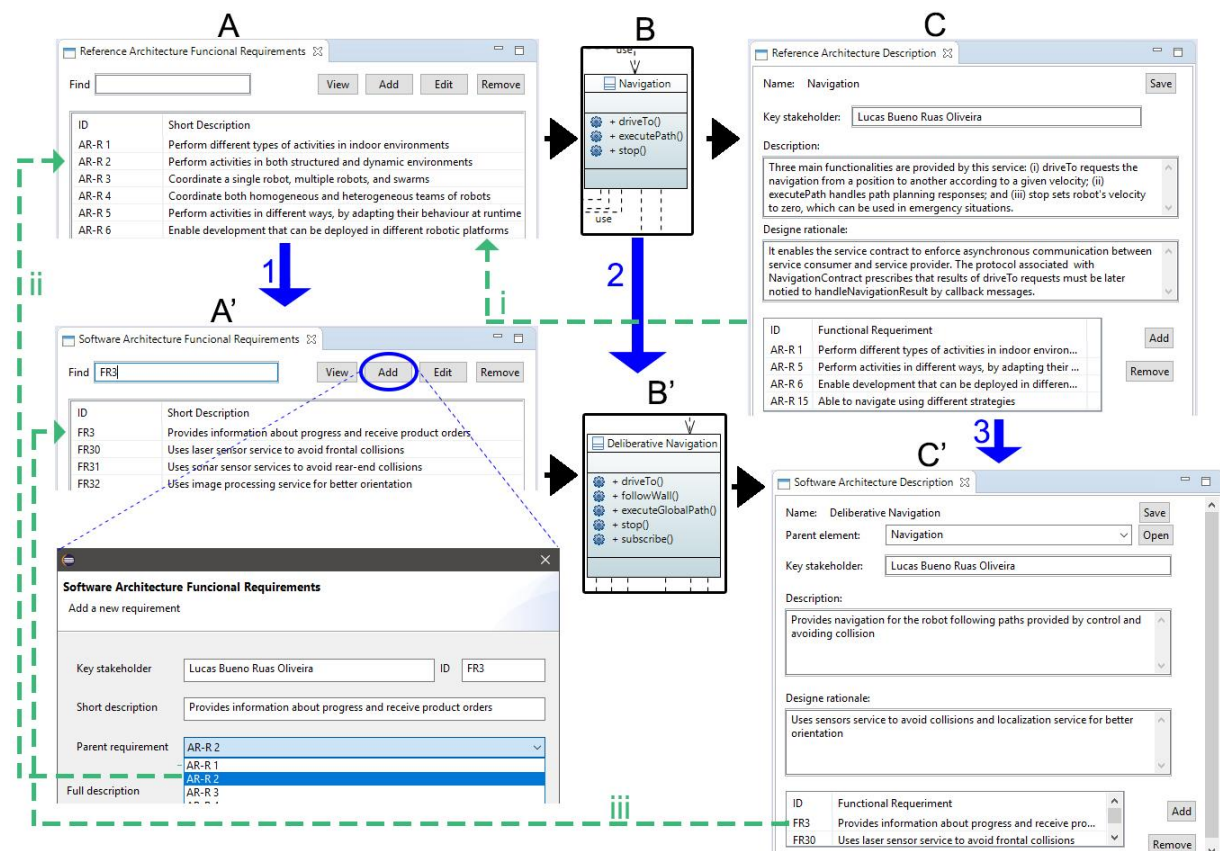 A
Reference Architecture Funcional Requirements
Find
View
Add
Edit
Remove
ID Short Description
AR-R 1 Perform different types of activities in indoor environments
AR-R 2 Perform activities in both structured and dynamic environments
AR-R 3 Coordinate a single robot, multiple robots, and swarms
AR-R 4 Coordinate both homogeneous and heterogeneous teams of robots
AR-R 5 Perform activities in different ways, by adapting their behaviour at runtime
AR-R 6 Enable development that can be deployed in different robotic platforms
B
use,
Navigation
+ driveTo()
+ executePath()
+ stop()
use
C
Reference Architecture Description
Name: Navigation
Save
Key stakeholder: Lucas Bueno Ruas Oliveira
Description:
Three main functionalities are provided by this service: (i) driveTo requests the
navigation from a position to another according to a given velocity; (ii)
executePath handles path planning responses; and (iii) stop sets robot's velocity
to zero, which can be used in emergency situations.
Designe rationale:
It enables the service contract to enforce asynchronous communication between
service consumer and service provider. The protocol associated with
NavigationContract prescribes that results of driveTo requests must be later
notied to handleNavigationResult by callback messages.
ID Functional Requeriment
AR-R 1 Perform different types of activities in indoor environ...
AR-R 5 Perform activities in different ways, by adapting their ...
AR-R 6 Enable development that can be deployed in differen...
AR-R 15 Able to navigate using different strategies
Add
Remove
1
2
3
i
ii
iii
A'
Software Architecture Funcional Requirements
Find FR3
View
Add
Edit
Remove
ID Short Description
FR3 Provides information about progress and receive product orders
FR30 Uses laser sensor service to avoid frontal collisions
FR31 Uses sonar sensor services to avoid rear-end collisions
FR32 Uses image processing service for better orientation
Software Architecture Funcional Requirements
Add a new requirement
Key stakeholder Lucas Bueno Ruas Oliveira ID FR3
Short description Provides information about progress and receive product orders
Parent requirement AR-R 2
AR-R 1
AR-R 2
AR-R 3
Full description
B'
Deliberative Navigation
+ driveTo()
+ followWall()
+ executeGlobalPath()
+ stop()
+ subscribe()
C'
Software Architecture Description
Name: Deliberative Navigation
Save
Parent element: Navigation
Open
Key stakeholder: Lucas Bueno Ruas Oliveira
Description:
Provides navigation for the robot following paths provided by control and
avoiding collision
Designe rationale:
Uses sensors service to avoid collisions and localization service for better
orientation
ID Functional Requeriment
FR3 Provides information about progress and receive pro...
FR30 Uses laser sensor service to avoid frontal collisions
Add
Remove